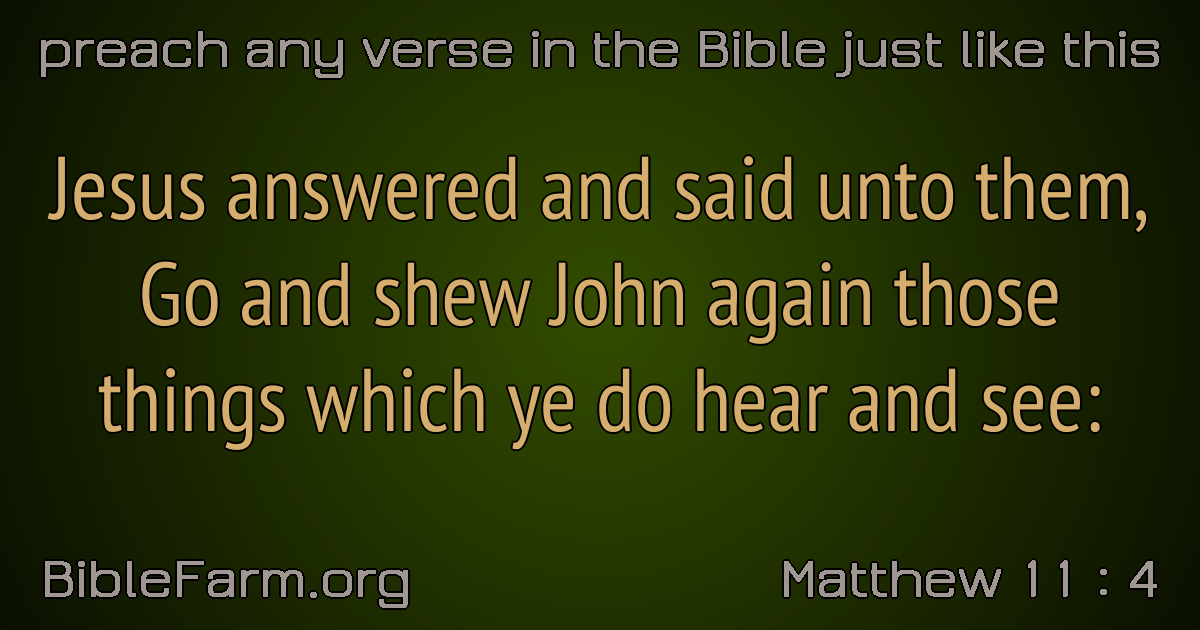 preach any verse in the Bible just like this
Jesus answered and said unto them,
Go and shew John again those
things which ye do hear and see:
BibleFarm.org
Matthew 11 : 4